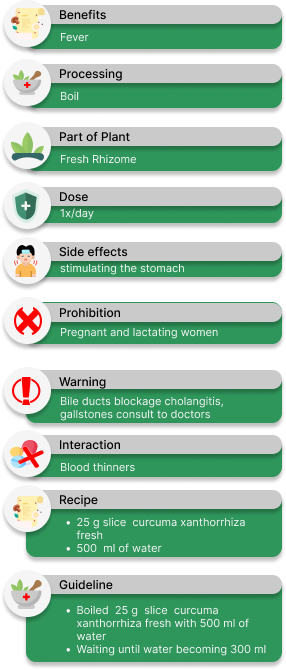 Benefits
Fever
Processing
Boil
Part of Plant
Fresh Rhizome
Dose
1x/day
Side effects
stimulating the stomach
Prohibition
Pregnant and lactating women
Warning
Bile ducts blockage cholangitis,
gallstones consult to doctors
Interaction
Blood thinners
Recipe
• 25 g slice curcuma xanthorrhiza
fresh
• 500 ml of water
Guideline
• Boiled 25 g slice curcuma
xanthorrhiza fresh with 500 ml of
water
• Waiting until water becoming 300 ml